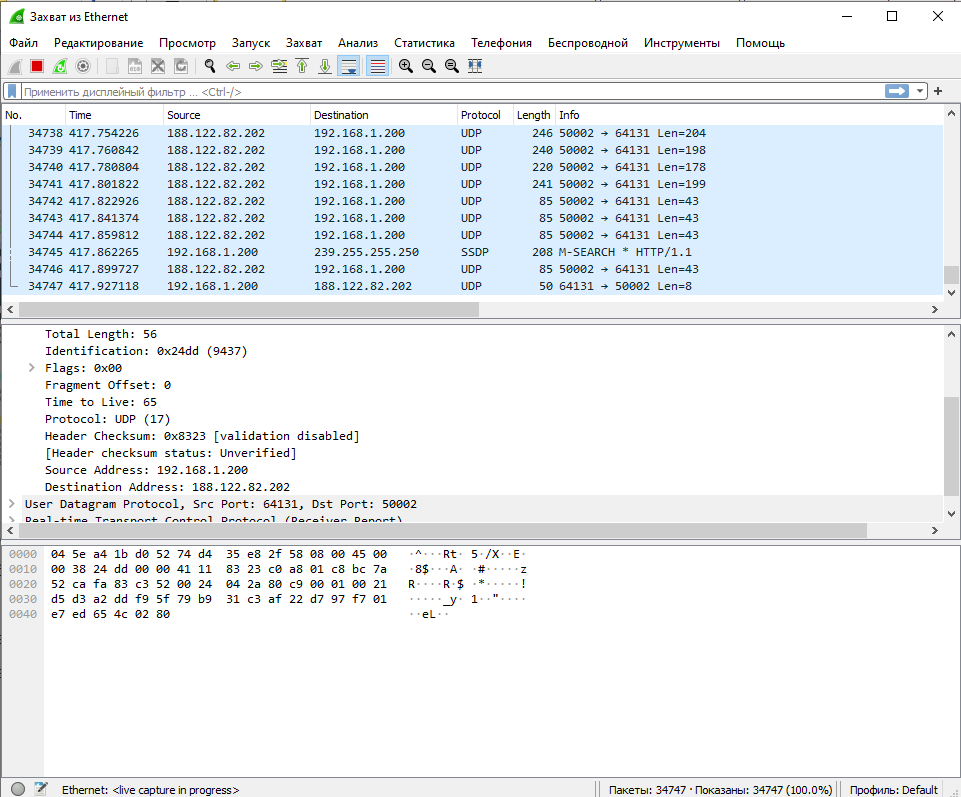 Захват из Ethernet
Файл Редактирование Просмотр Запуск Захват Анализ Статистика Телефония Беспроводной Инструменты Помощь
Применить дисплейный фильтр ... <Ctrl-/>
No. Time Source Destination Protocol Length Info
34738 417.754226 188.122.82.202 192.168.1.200 UDP 246 50002 → 64131 Len=204
34739 417.760842 188.122.82.202 192.168.1.200 UDP 240 50002 → 64131 Len=198
34740 417.780804 188.122.82.202 192.168.1.200 UDP 220 50002 → 64131 Len=178
34741 417.801822 188.122.82.202 192.168.1.200 UDP 241 50002 → 64131 Len=199
34742 417.822926 188.122.82.202 192.168.1.200 UDP 85 50002 → 64131 Len=43
34743 417.841374 188.122.82.202 192.168.1.200 UDP 85 50002 → 64131 Len=43
34744 417.859812 188.122.82.202 192.168.1.200 UDP 85 50002 → 64131 Len=43
34745 417.862265 192.168.1.200 239.255.255.250 SSDP 208 M-SEARCH * HTTP/1.1
34746 417.899727 188.122.82.202 192.168.1.200 UDP 85 50002 → 64131 Len=43
34747 417.927118 192.168.1.200 188.122.82.202 UDP 50 64131 → 50002 Len=8
Total Length: 56
Identification: 0x24dd (9437)
Flags: 0x00
Fragment Offset: 0
Time to Live: 65
Protocol: UDP (17)
Header Checksum: 0x8323 [validation disabled]
[Header checksum status: Unverified]
Source Address: 192.168.1.200
Destination Address: 188.122.82.202
User Datagram Protocol, Src Port: 64131, Dst Port: 50002
Real-time Transport Control Protocol (Receiver Report)
0000 04 5e a4 1b d0 52 74 d4 35 e8 2f 58 08 00 45 00 ·^···Rt· 5·/X··E·
0010 00 38 24 dd 00 00 41 11 83 23 c0 a8 01 c8 bc 7a ·8$···A· ·#·····z
0020 52 ca fa 83 c3 52 00 24 04 2a 80 c9 00 01 00 21 R····R·$ ·*·····!
0030 d5 d3 a2 dd f9 5f 79 b9 31 c3 af 22 d7 97 f7 01 ·····_y· 1··"····
0040 e7 ed 65 4c 02 80 ··eL··
Ethernet: <live capture in progress>
Пакеты: 34747 · Показаны: 34747 (100.0%)
Профиль: Default